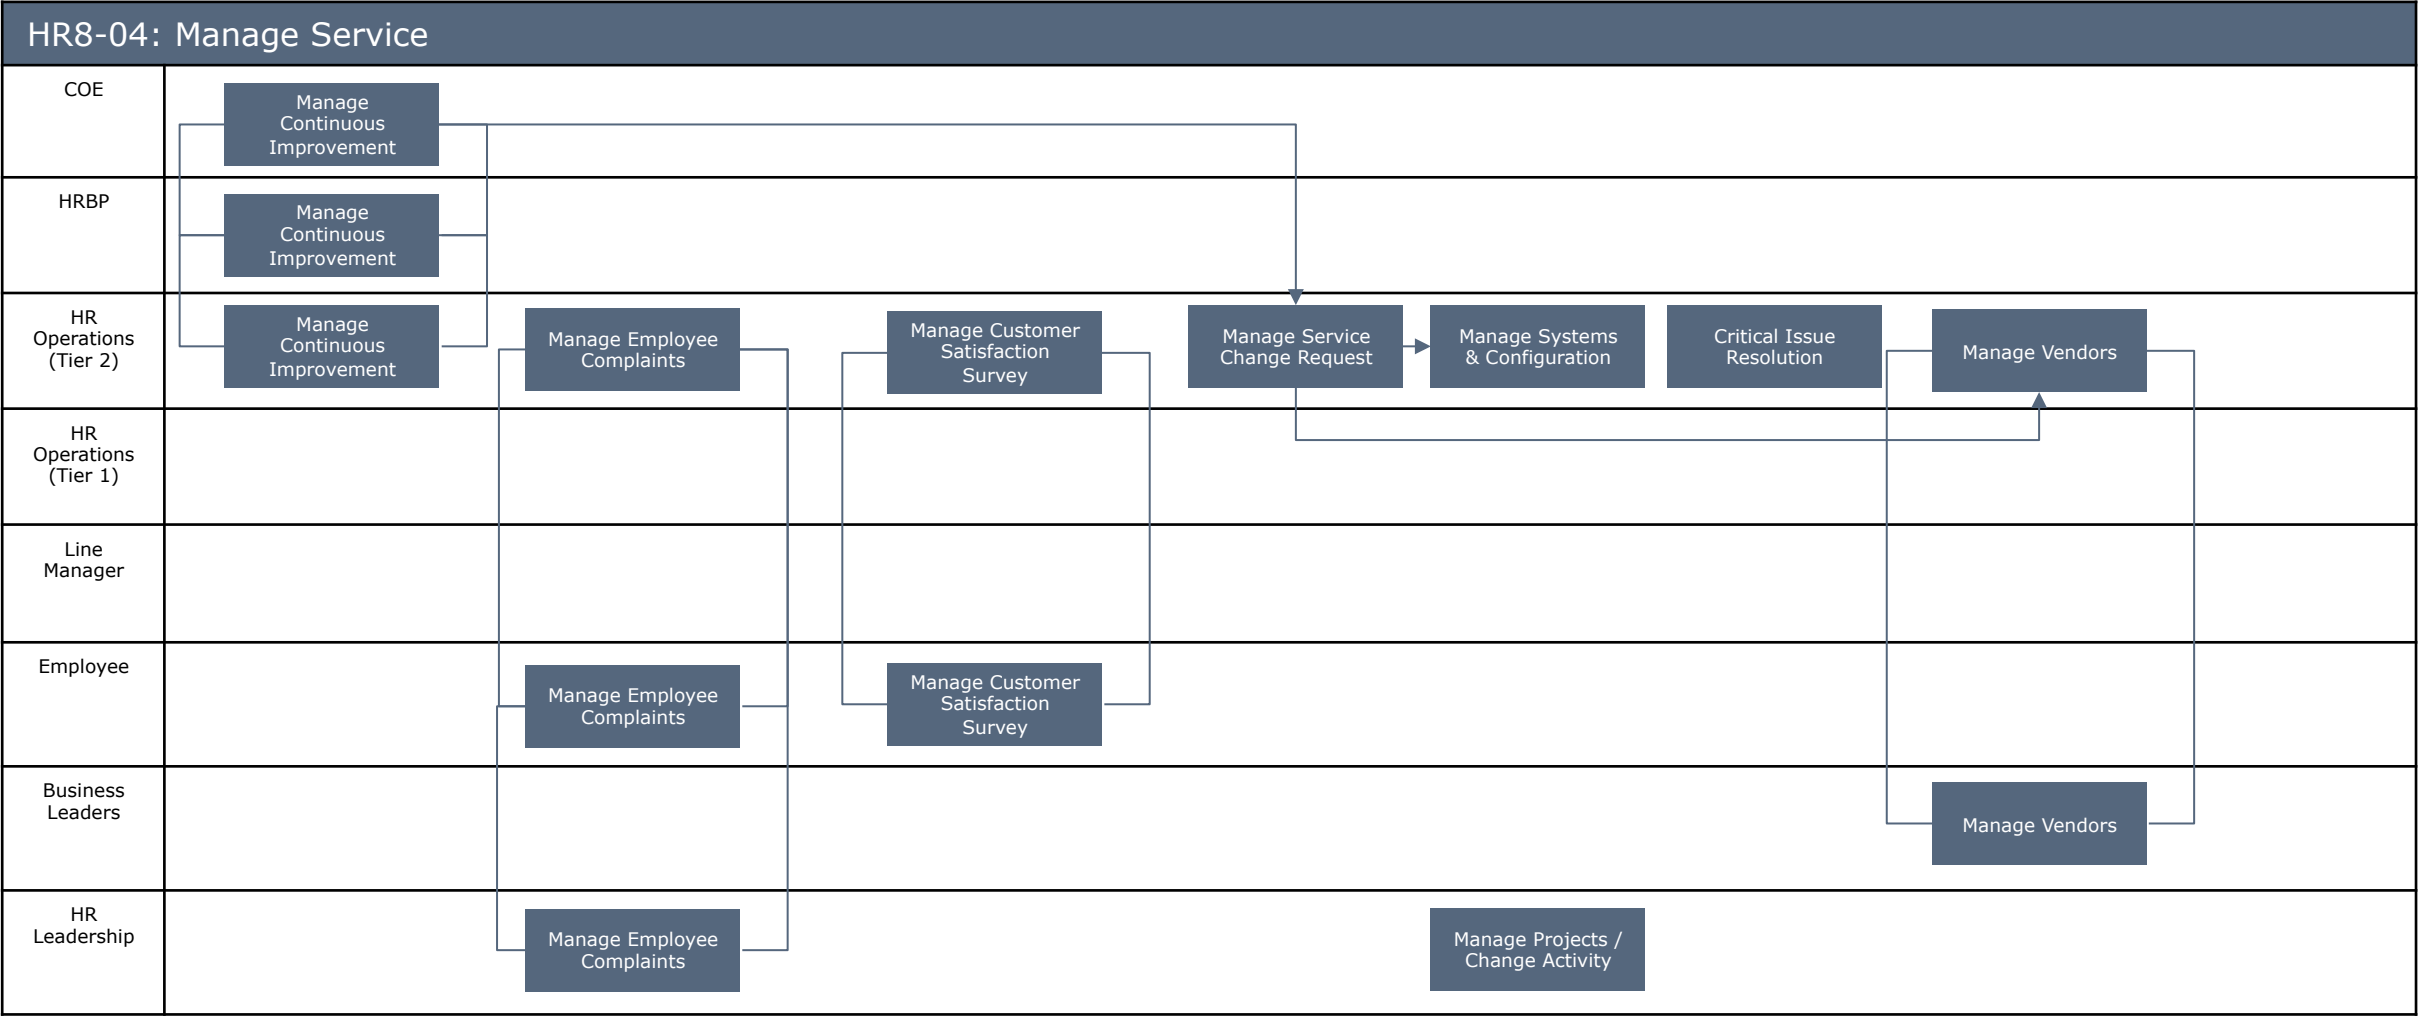 HR8-04: Manage Service
COE
Manage
Continuous
Improvement
HRBP
Manage
Continuous
Improvement
HR
Operations
(Tier 2)
Manage
Continuous
Improvement
Manage Employee
Complaints
Manage Customer
Satisfaction
Survey
Manage Service
Change Request
Manage Systems
& Configuration
Critical Issue
Resolution
Manage Vendors
HR
Operations
(Tier 1)
Line
Manager
Employee
Manage Employee
Complaints
Manage Customer
Satisfaction
Survey
Business
Leaders
Manage Vendors
HR
Leadership
Manage Employee
Complaints
Manage Projects /
Change Activity